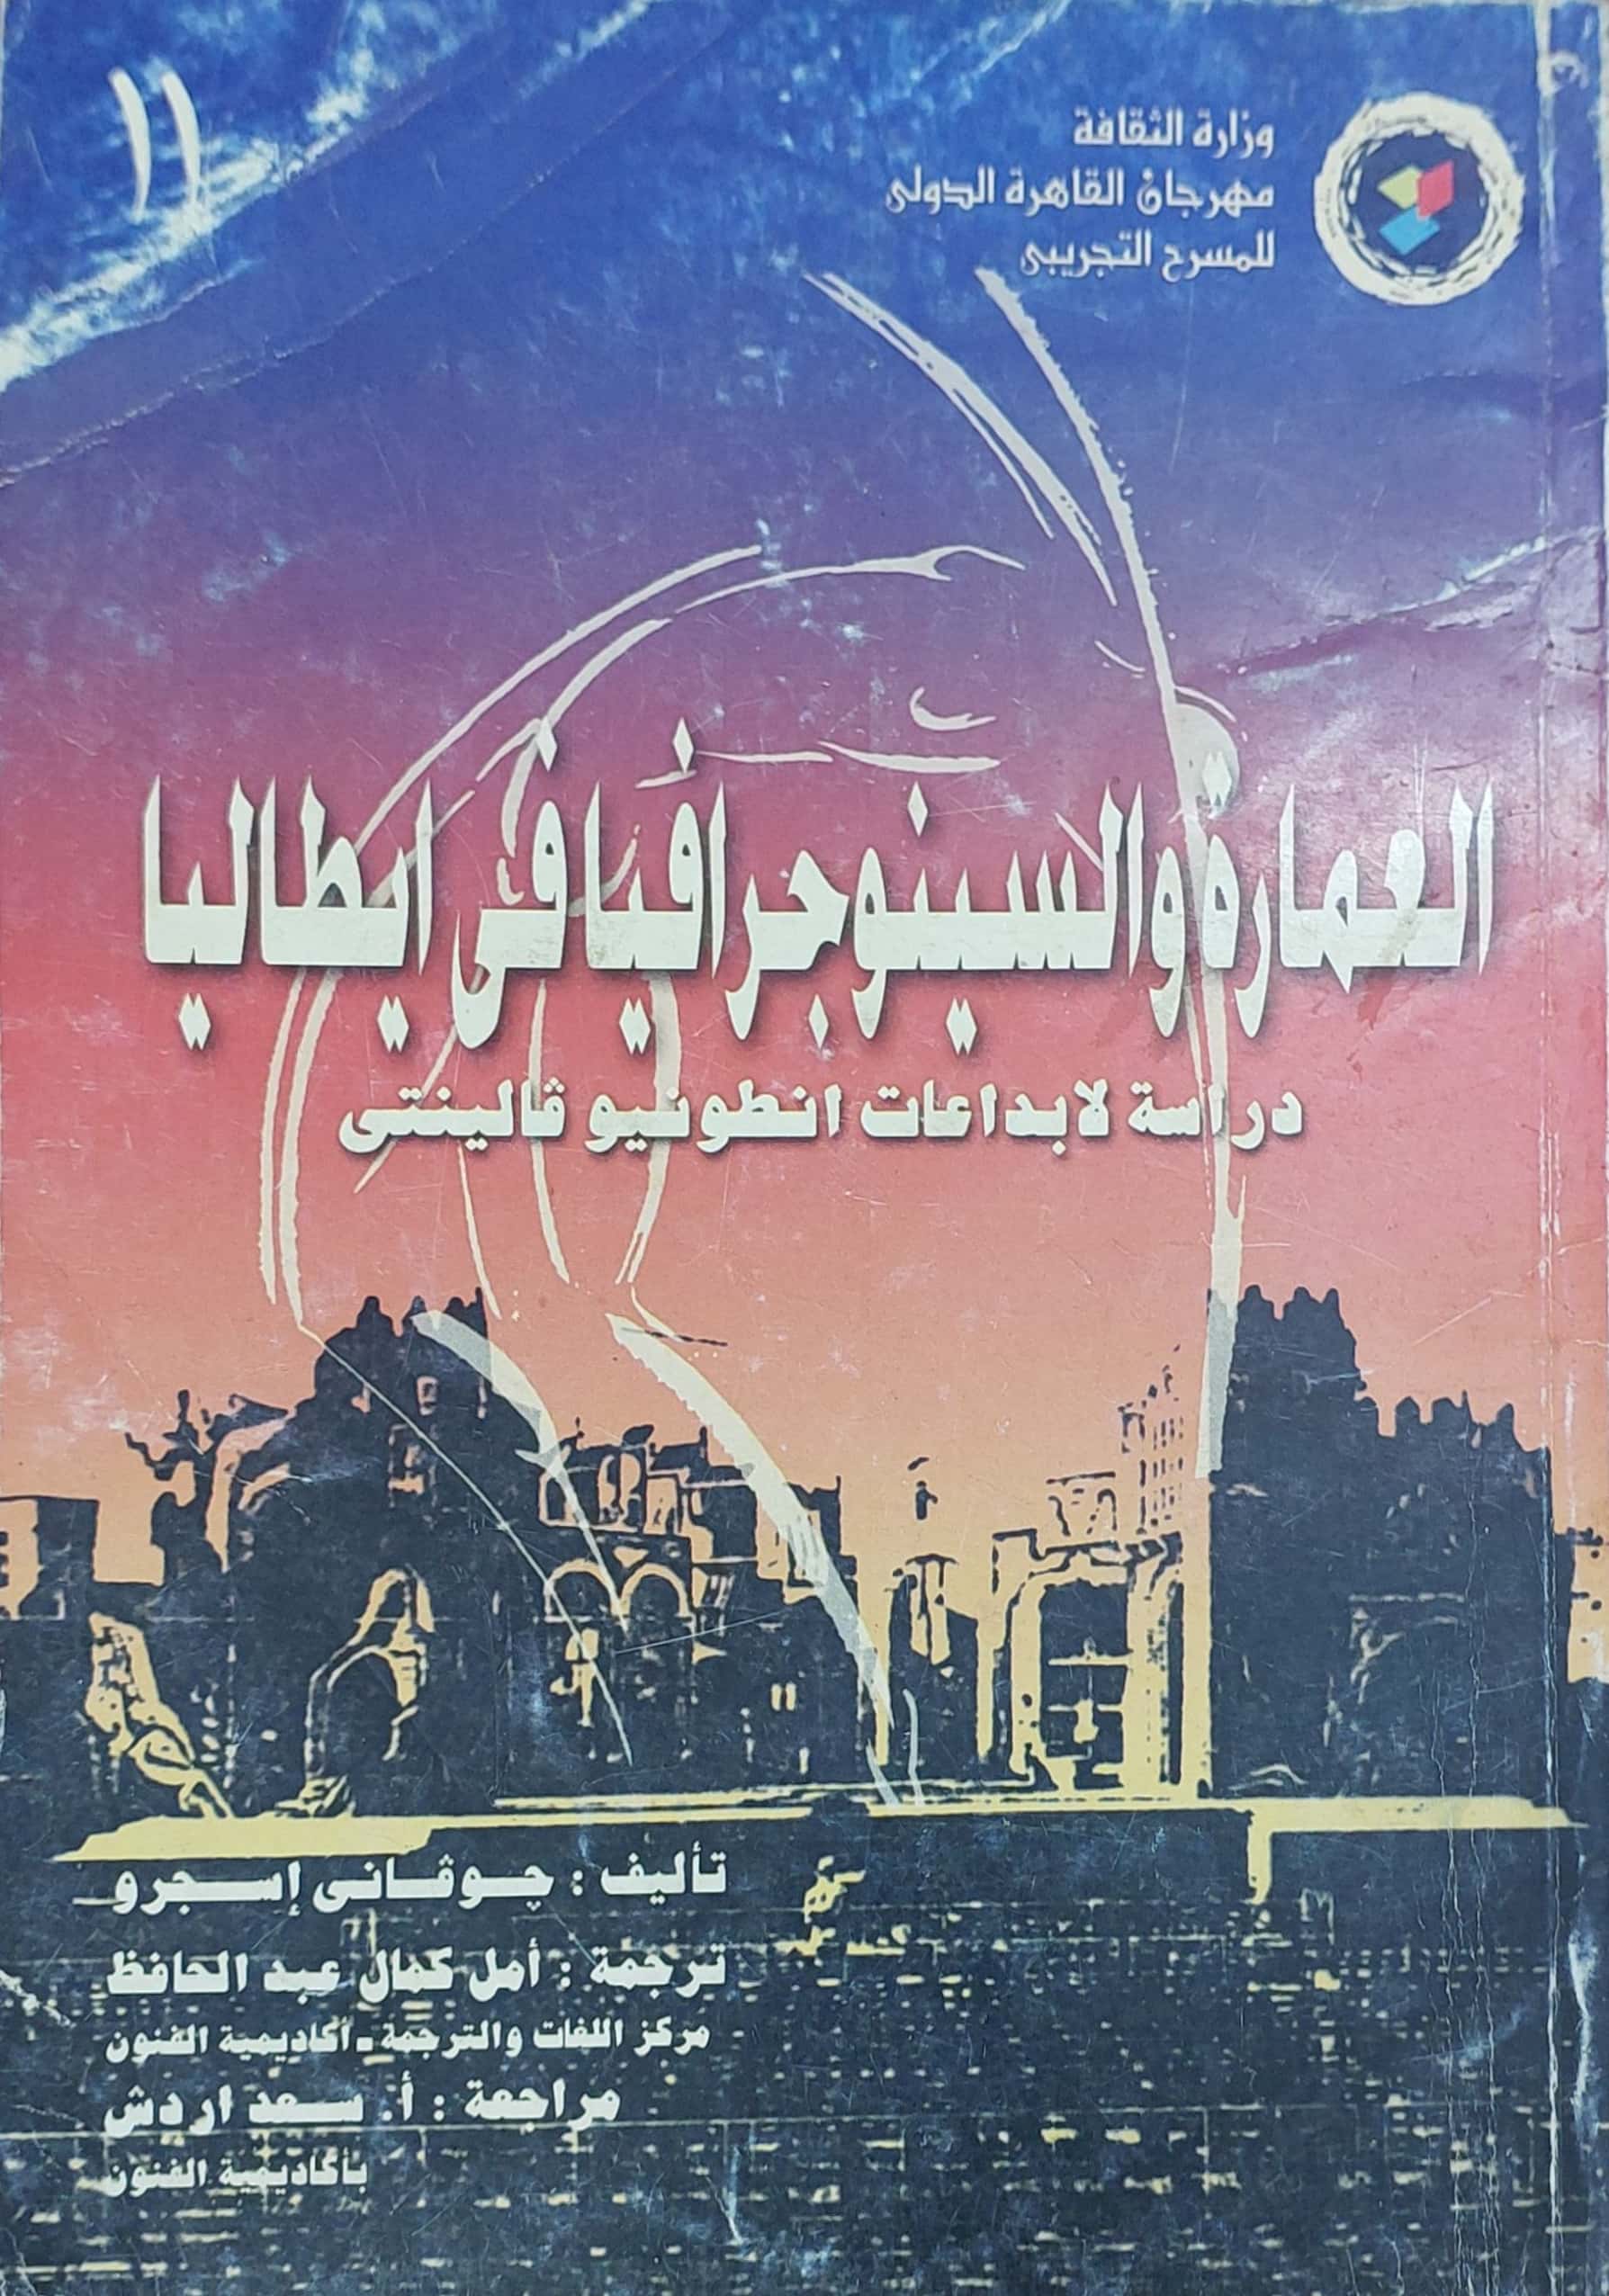 ١١
وزارة الثقافة
مهرجان القاهرة الدولى
للمسرح التجريبى
العمارة والسينوجرافيا فى ايطاليا
دراسة لابداعات انطونيو ڤالينتى
تأليف : چوڤانى إسجرو
ترجمة : أمل كمال عبد الحافظ
مركز اللغات والترجمة - أكاديمية الفنون
مراجعة : أ. سعد اردش
بأكاديمية الفنون